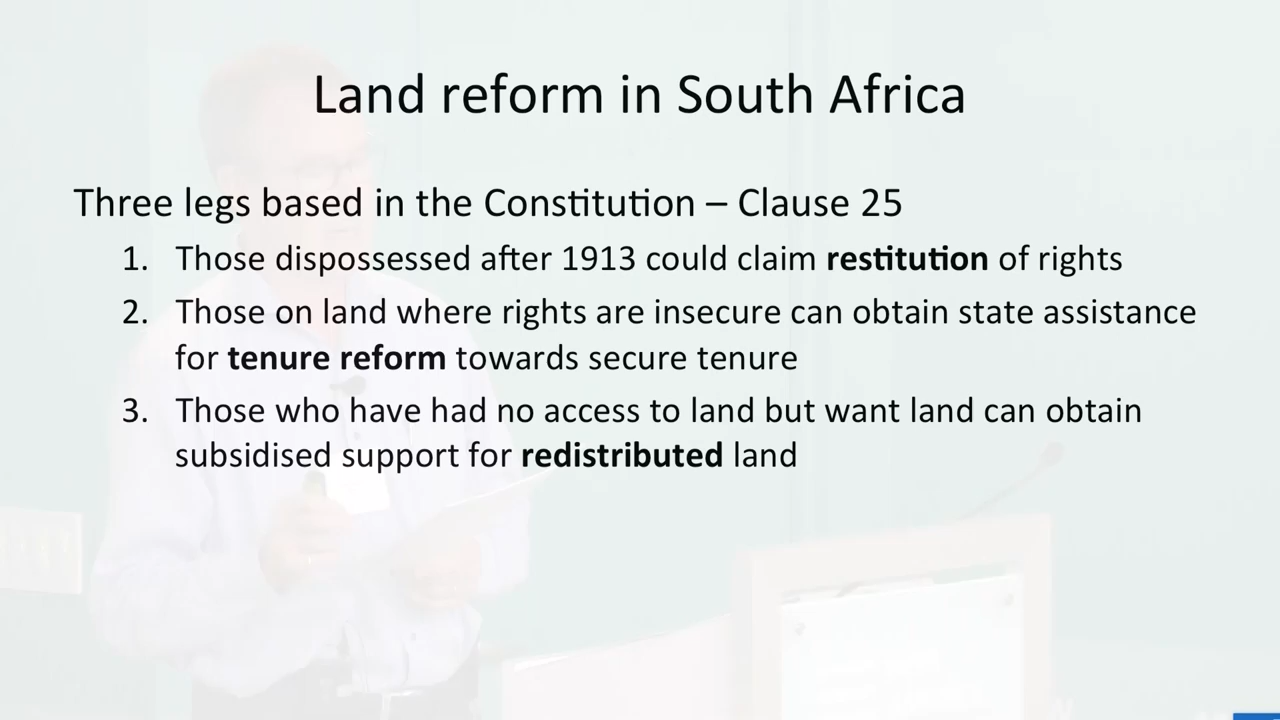 Land reform in South Africa
Three legs based in the Constitution – Clause 25
1. Those dispossessed after 1913 could claim restitution of rights
2. Those on land where rights are insecure can obtain state assistance
for tenure reform towards secure tenure
3. Those who have had no access to land but want land can obtain
subsidised support for redistributed land